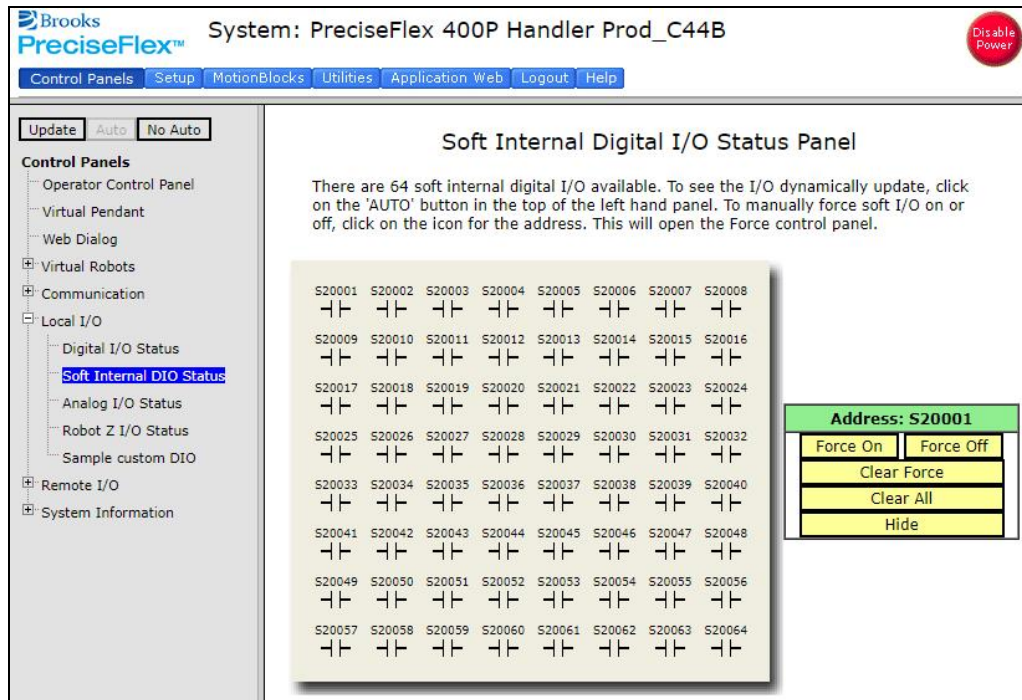 Brooks
PreciseFlex™
System: PreciseFlex 400P Handler Prod_C44B
Disable
Power
Control Panels Setup MotionBlocks Utilities Application Web Logout Help
Update Auto No Auto
Control Panels
Operator Control Panel
Virtual Pendant
Web Dialog
Virtual Robots
Communication
Local I/O
Digital I/O Status
Soft Internal DIO Status
Analog I/O Status
Robot Z I/O Status
Sample custom DIO
Remote I/O
System Information
Soft Internal Digital I/O Status Panel
There are 64 soft internal digital I/O available. To see the I/O dynamically update, click
on the 'AUTO' button in the top of the left hand panel. To manually force soft I/O on or
off, click on the icon for the address. This will open the Force control panel.
S20001 S20002 S20003 S20004 S20005 S20006 S20007 S20008
S20009 S20010 S20011 S20012 S20013 S20014 S20015 S20016
S20017 S20018 S20019 S20020 S20021 S20022 S20023 S20024
S20025 S20026 S20027 S20028 S20029 S20030 S20031 S20032
S20033 S20034 S20035 S20036 S20037 S20038 S20039 S20040
S20041 S20042 S20043 S20044 S20045 S20046 S20047 S20048
S20049 S20050 S20051 S20052 S20053 S20054 S20055 S20056
S20057 S20058 S20059 S20060 S20061 S20062 S20063 S20064
Address: S20001
Force On Force Off
Clear Force
Clear All
Hide